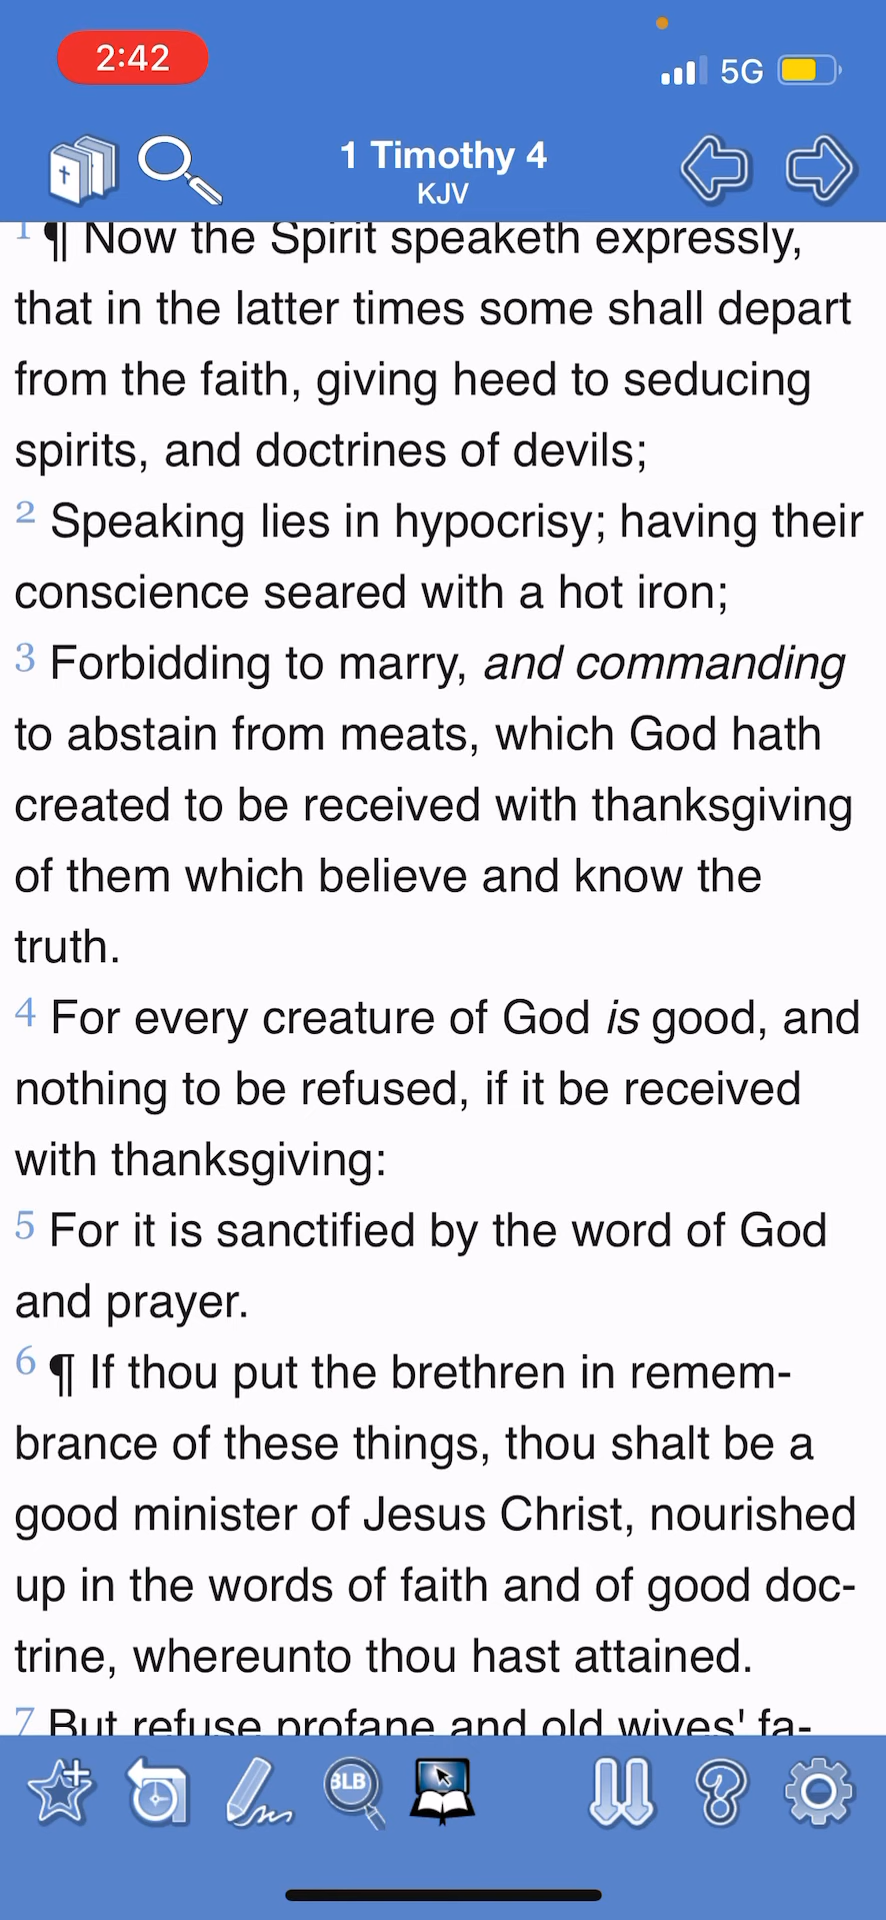 2:42
5G
1 Timothy 4
KJV
1 ¶ Now the Spirit speaketh expressly,
that in the latter times some shall depart
from the faith, giving heed to seducing
spirits, and doctrines of devils;
2 Speaking lies in hypocrisy; having their
conscience seared with a hot iron;
3 Forbidding to marry, and commanding
to abstain from meats, which God hath
created to be received with thanksgiving
of them which believe and know the
truth.
4 For every creature of God is good, and
nothing to be refused, if it be received
with thanksgiving:
5 For it is sanctified by the word of God
and prayer.
6 ¶ If thou put the brethren in remem-
brance of these things, thou shalt be a
good minister of Jesus Christ, nourished
up in the words of faith and of good doc-
trine, whereunto thou hast attained.
7 But refuse profane and old wives' fa-
BLB